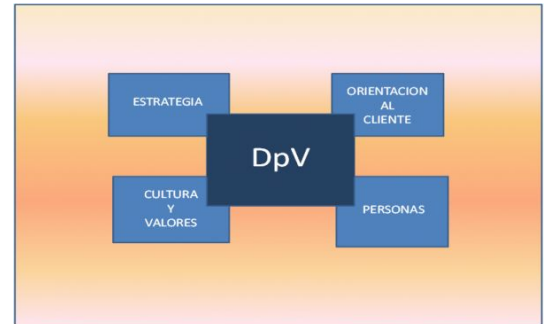 ESTRATEGIA
ORIENTACION
AL
CLIENTE
DpV
CULTURA
Y
VALORES
PERSONAS